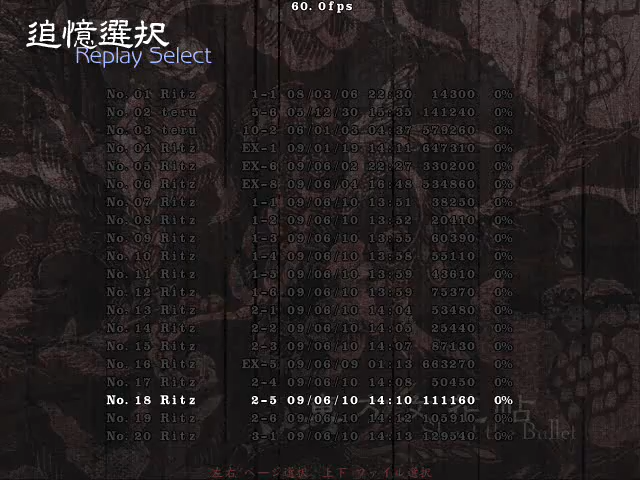 60.0fps
追憶選択
Replay Select
No.01 Ritz 1-1 08/03/06 22:30 14300 0%
No.02 teru 5-6 05/12/30 15:35 141240 0%
No.03 teru 10-2 06/01/03 04:37 579260 0%
No.04 Ritz EX-1 09/01/19 14:11 647310 0%
No.05 Ritz EX-6 09/06/02 22:27 330200 0%
No.06 Ritz EX-8 09/06/04 16:48 534860 0%
No.07 Ritz 1-1 09/06/10 13:51 38250 0%
No.08 Ritz 1-2 09/06/10 13:52 20410 0%
No.09 Ritz 1-3 09/06/10 13:55 60390 0%
No.10 Ritz 1-4 09/06/10 13:58 55110 0%
No.11 Ritz 1-5 09/06/10 13:59 43610 0%
No.12 Ritz 1-6 09/06/10 13:59 75370 0%
No.13 Ritz 2-1 09/06/10 14:04 53480 0%
No.14 Ritz 2-2 09/06/10 14:05 25440 0%
No.15 Ritz 2-3 09/06/10 14:07 87130 0%
No.16 Ritz EX-5 09/06/09 01:13 663270 0%
No.17 Ritz 2-4 09/06/10 14:08 50450 0%
No.18 Ritz 2-5 09/06/10 14:10 111160 0%
No.19 Ritz 2-6 09/06/10 14:12 105910 0%
No.20 Ritz 3-1 09/06/10 14:13 129540 0%
帖
Shoot the Bullet
左右 ページ選択 上下 ファイル選択